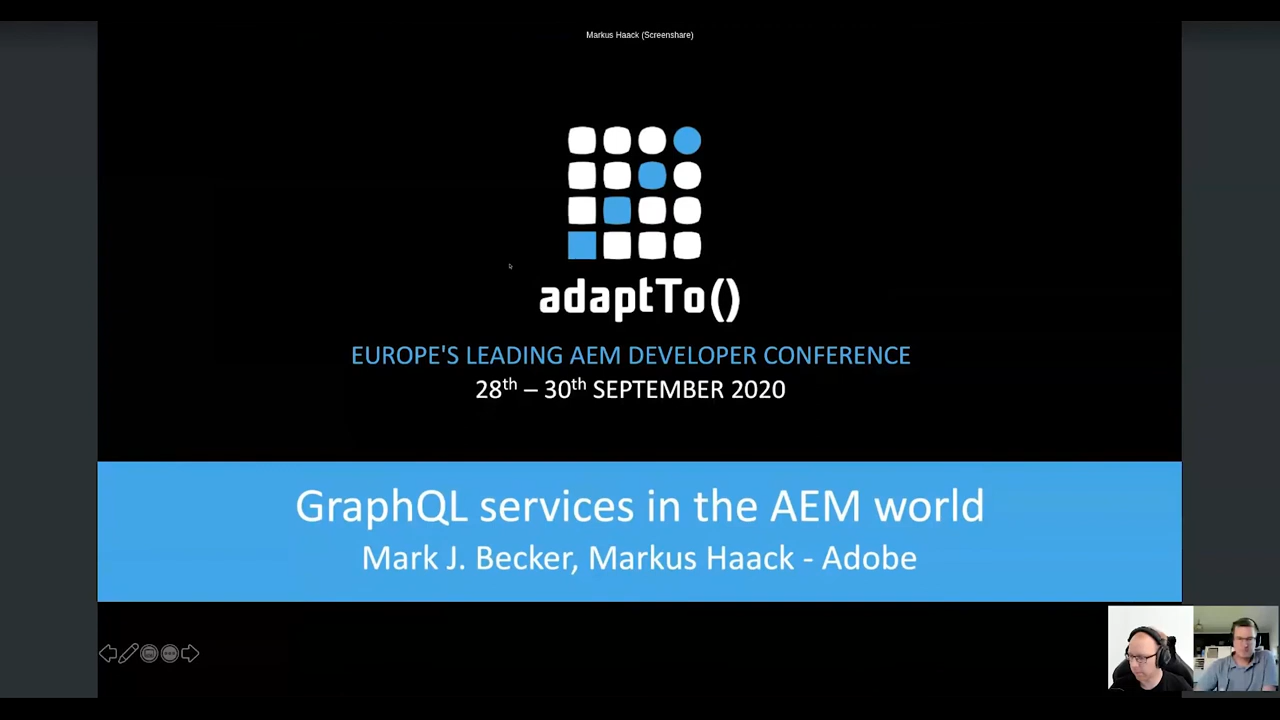 Markus Haack (Screenshare)
adaptTo()
EUROPE'S LEADING AEM DEVELOPER CONFERENCE
28th – 30th SEPTEMBER 2020
GraphQL services in the AEM world
Mark J. Becker, Markus Haack - Adobe